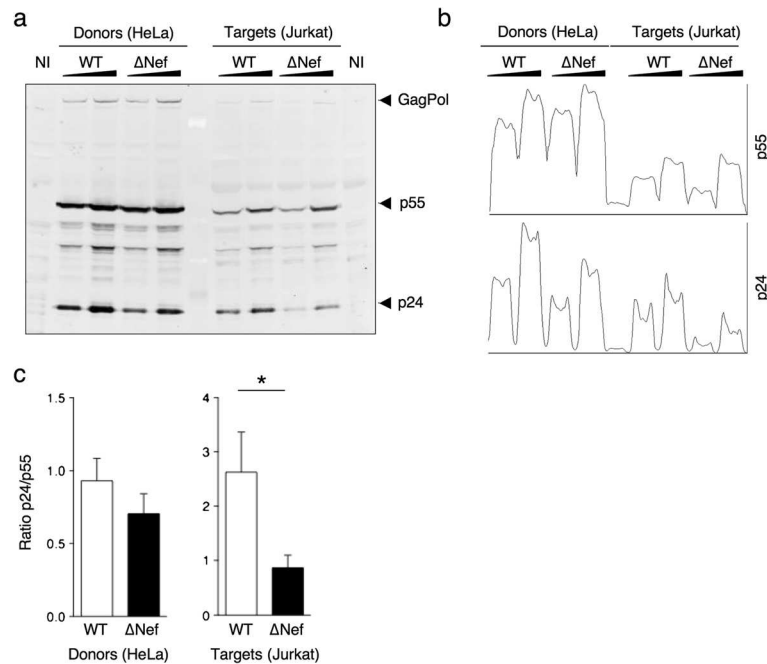 a
Donors (HeLa) Targets (Jurkat)
NI WT ΔNef WT ΔNef NI
GagPol
p55
p24
b
Donors (HeLa) Targets (Jurkat)
WT ΔNef WT ΔNef
p55
p24
c
Ratio p24/p55
1.5
1.0
0.5
0.0
WT ΔNef
Donors (HeLa)
*
4
3
2
1
0
WT ΔNef
Targets (Jurkat)